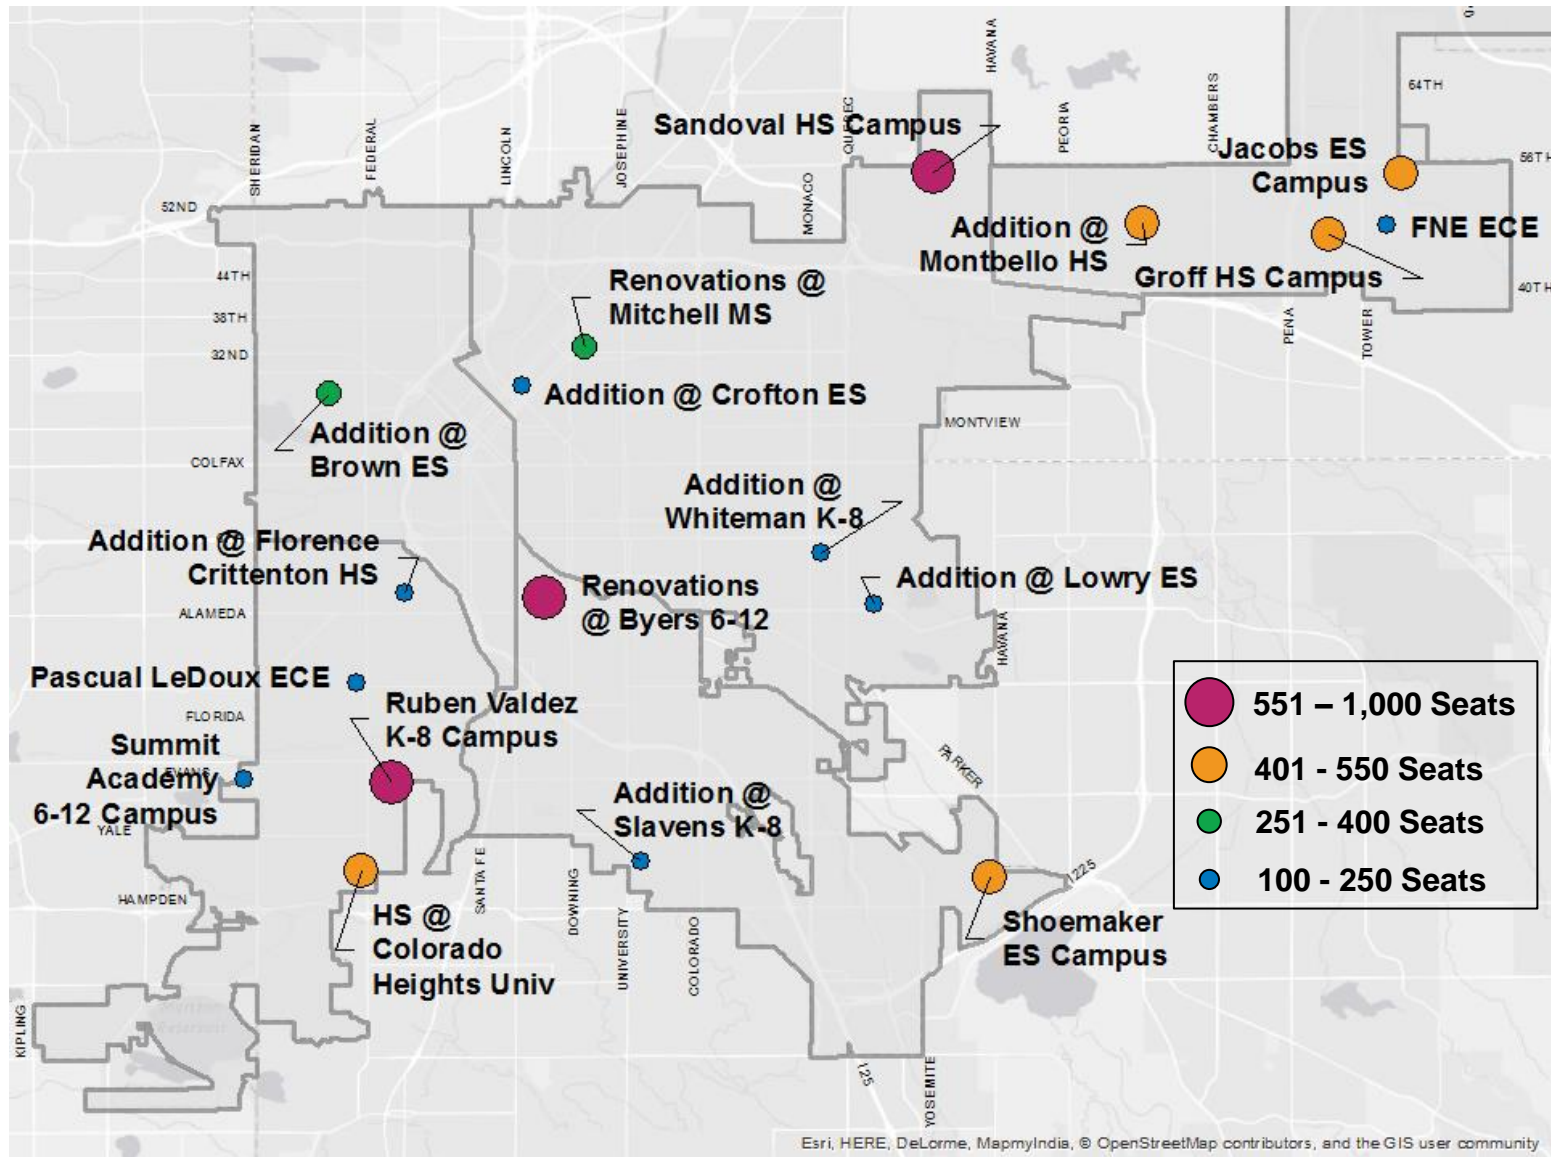 HAVANA
64TH
SHERIDAN
FEDERAL
LINCOLN
JOSEPHINE
QUEBEC
PEORIA
CHAMBERS
Sandoval HS Campus
Jacobs ES
Campus
56TH
52ND
MONACO
Addition @
Montbello HS
FNE ECE
Groff HS Campus
44TH
38TH
32ND
40TH
PENA
TOWER
Renovations @
Mitchell MS
Addition @ Crofton ES
MONTVIEW
Addition @
Brown ES
COLFAX
Addition @
Whiteman K-8
Addition @ Florence
Crittenton HS
Addition @ Lowry ES
Renovations
@ Byers 6-12
ALAMEDA
HAVANA
Pascual LeDoux ECE
Ruben Valdez
K-8 Campus
FLORIDA
Summit
Academy
6-12 Campus
EVANS
YALE
PARKER
Addition @
Slavens K-8
551 – 1,000 Seats
401 - 550 Seats
251 - 400 Seats
100 - 250 Seats
HAMPDEN
SANTA FE
DOWNING
UNIVERSITY
COLORADO
I225
HS @
Colorado
Heights Univ
Shoemaker
ES Campus
KIPLING
I25
YOSEMITE
Esri, HERE, DeLorme, MapmyIndia, © OpenStreetMap contributors, and the GIS user community